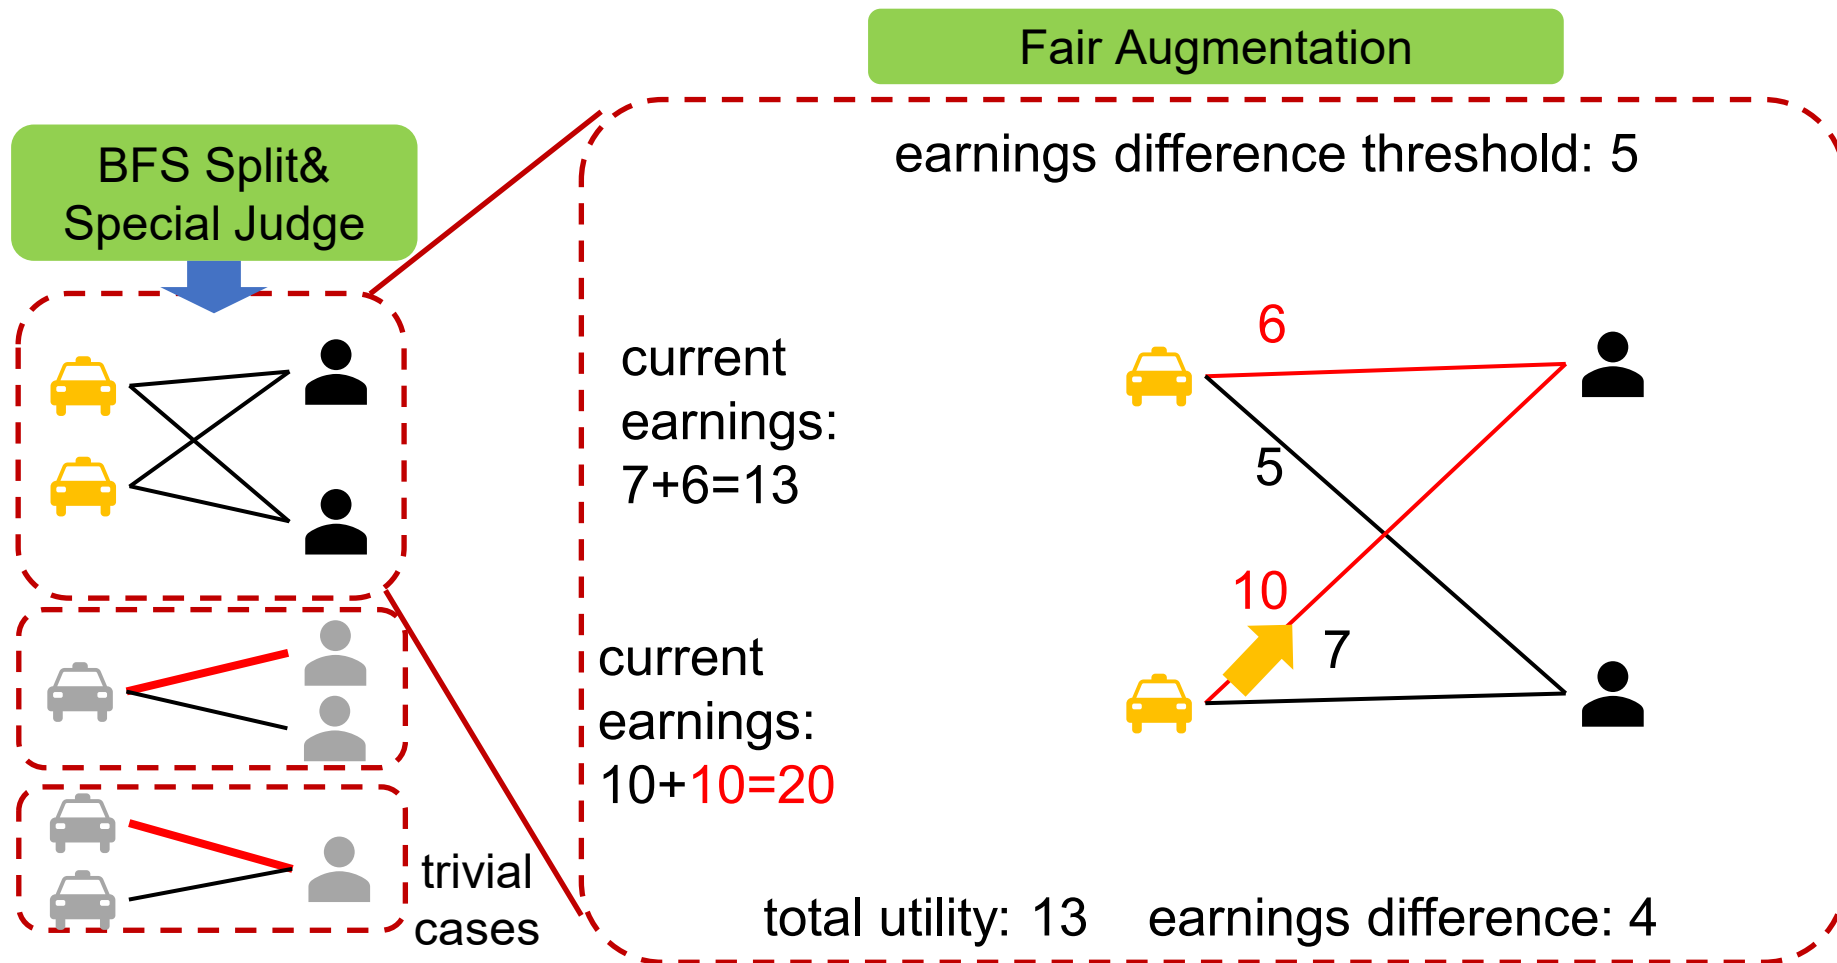 Fair Augmentation
BFS Split&
Special Judge
earnings difference threshold: 5
current
earnings:
7+6=13
6
5
10
7
current
earnings:
10+10=20
trivial
cases
total utility: 13
earnings difference: 4